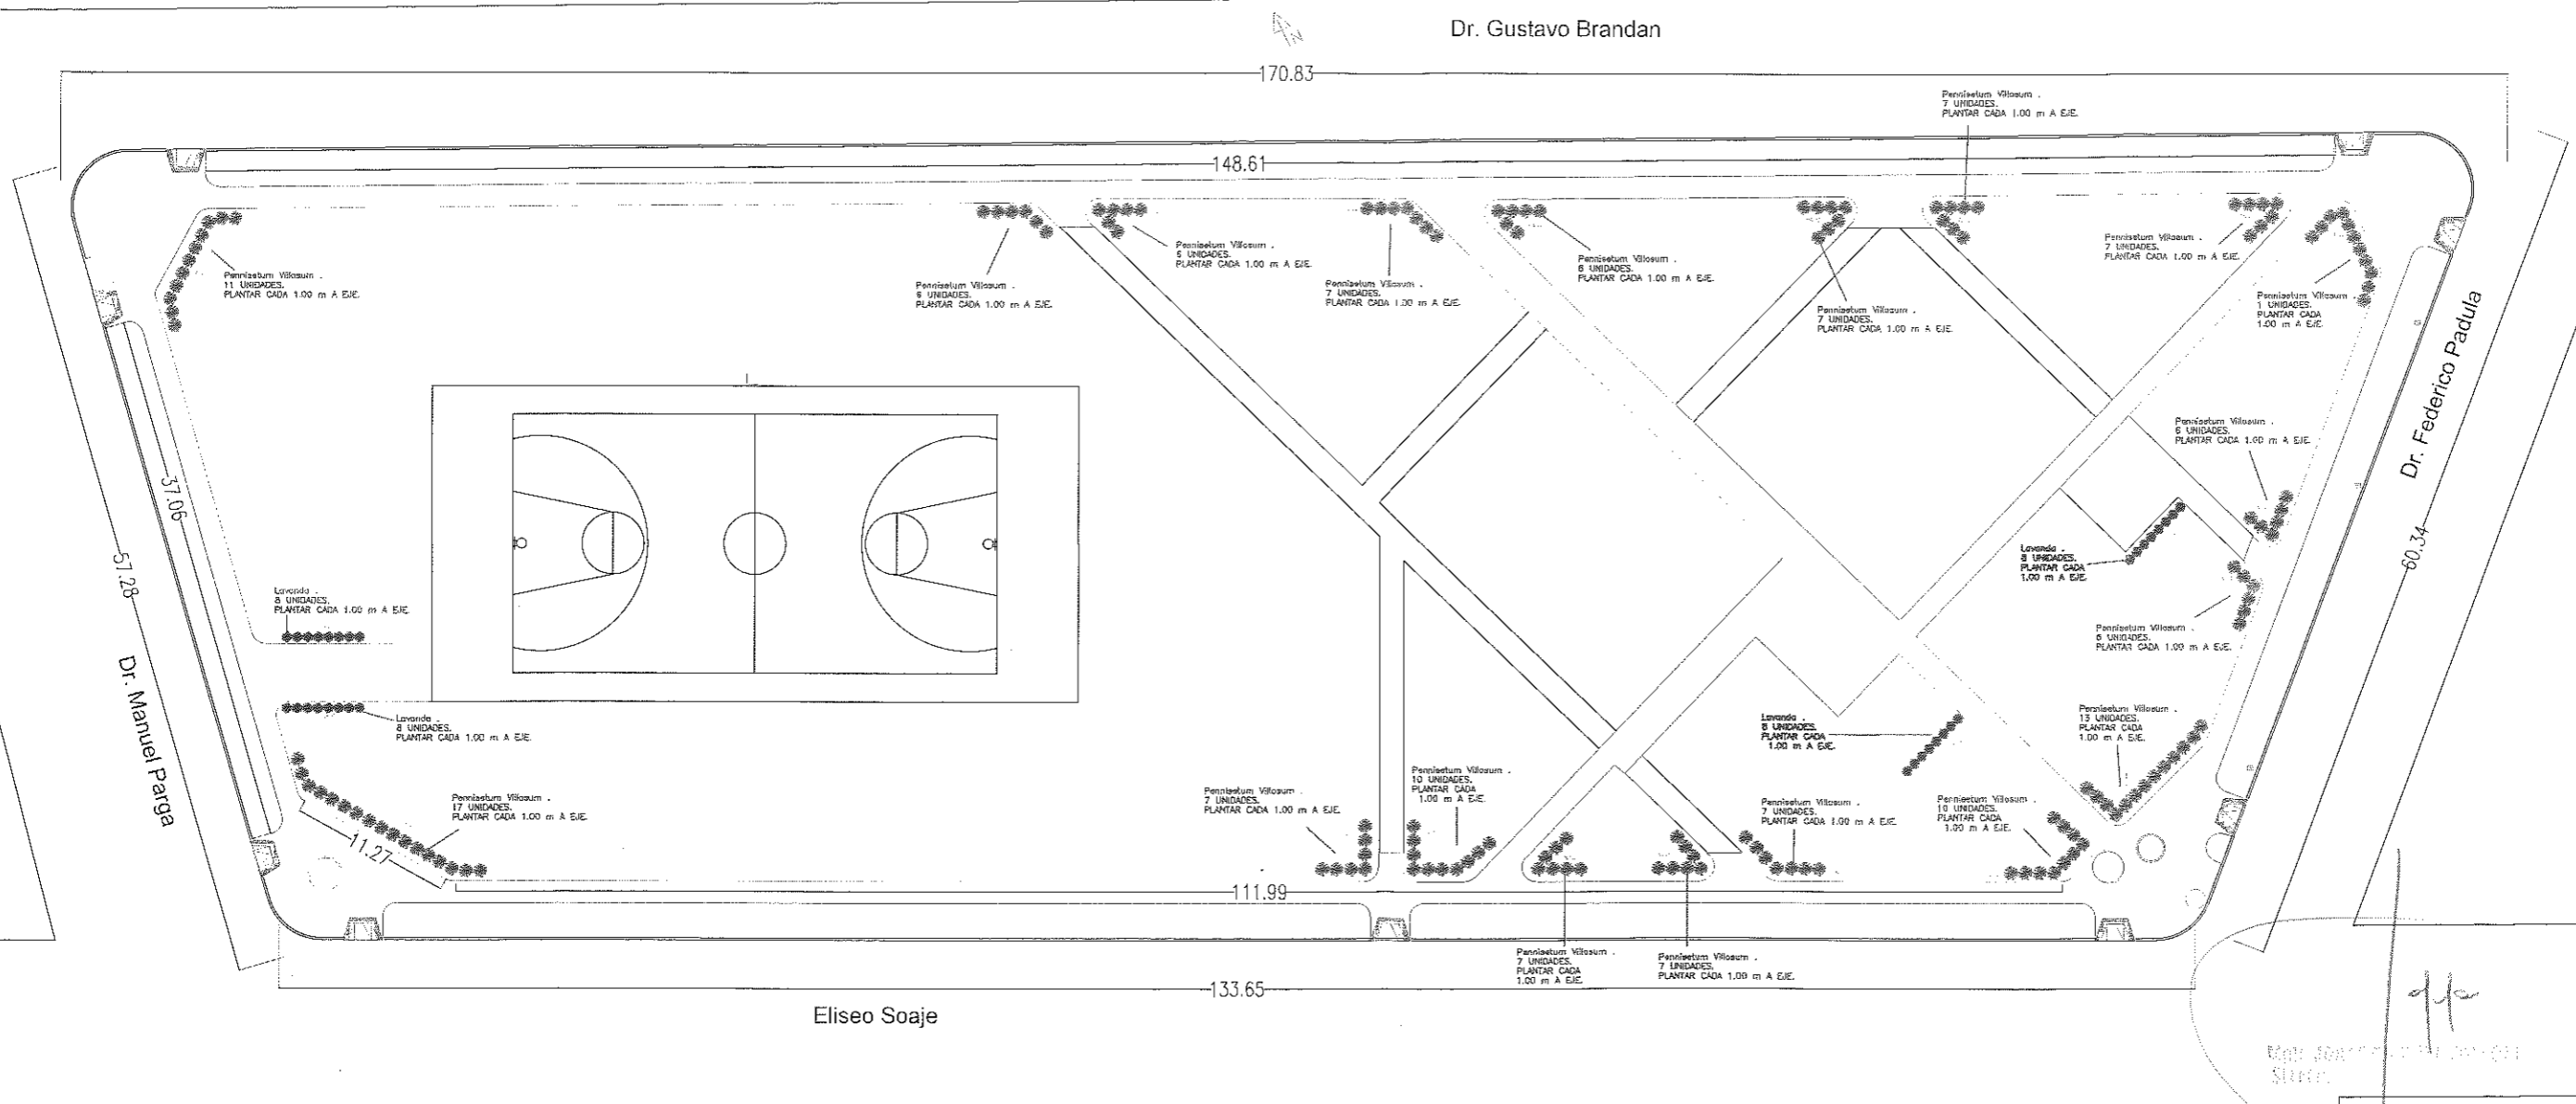 Dr. Gustavo Brandan
N
170.83
Pennisetum Villosum .
7 UNIDADES.
PLANTAR CADA 1.00 m A EJE.
148.61
Pennisetum Villosum .
11 UNIDADES.
PLANTAR CADA 1.00 m A EJE.
Pennisetum Villosum .
6 UNIDADES.
PLANTAR CADA 1.00 m A EJE.
Pennisetum Villosum .
UNIDADES.
PLANTAR CADA 1.00 m A EJE.
Pennisetum Villosum .
7 UNIDADES.
PLANTAR CADA 1.00 m A EJE.
Pennisetum Villosum .
6 UNIDADES.
PLANTAR CADA 1.00 m A EJE.
Pennisetum Villosum .
7 UNIDADES.
PLANTAR CADA 1.00 m A EJE.
Pennisetum Villosum .
7 UNIDADES.
PLANTAR CADA 1.00 m A EJE.
Pennisetum Villosum .
1 UNIDADES.
PLANTAR CADA
1.00 m A EJE.
Dr. Federico Padula
60.34
Pennisetum Villosum .
6 UNIDADES.
PLANTAR CADA 1.00 m A EJE.
Lavanda .
8 UNIDADES.
PLANTAR CADA
1.00 m A EJE.
Pennisetum Villosum .
6 UNIDADES.
PLANTAR CADA 1.00 m A EJE.
37.06
57.28
Dr. Manuel Parga
Lavanda .
8 UNIDADES.
PLANTAR CADA 1.00 m A EJE.
Lavanda .
8 UNIDADES.
PLANTAR CADA 1.00 m A EJE.
Lavanda .
8 UNIDADES.
PLANTAR CADA
1.00 m A EJE.
Pennisetum Villosum .
13 UNIDADES.
PLANTAR CADA
1.00 m A EJE.
Pennisetum Villosum .
17 UNIDADES.
PLANTAR CADA 1.00 m A EJE.
11.27
Pennisetum Villosum .
7 UNIDADES.
PLANTAR CADA 1.00 m A EJE.
Pennisetum Villosum .
10 UNIDADES.
PLANTAR CADA
1.00 m A EJE.
Pennisetum Villosum .
7 UNIDADES.
PLANTAR CADA 1.00 m A EJE.
Pennisetum Villosum .
10 UNIDADES.
PLANTAR CADA
1.00 m A EJE.
111.99
Pennisetum Villosum .
7 UNIDADES.
PLANTAR CADA
1.00 m A EJE.
Pennisetum Villosum .
7 UNIDADES.
PLANTAR CADA 1.00 m A EJE.
133.65
Eliseo Soaje